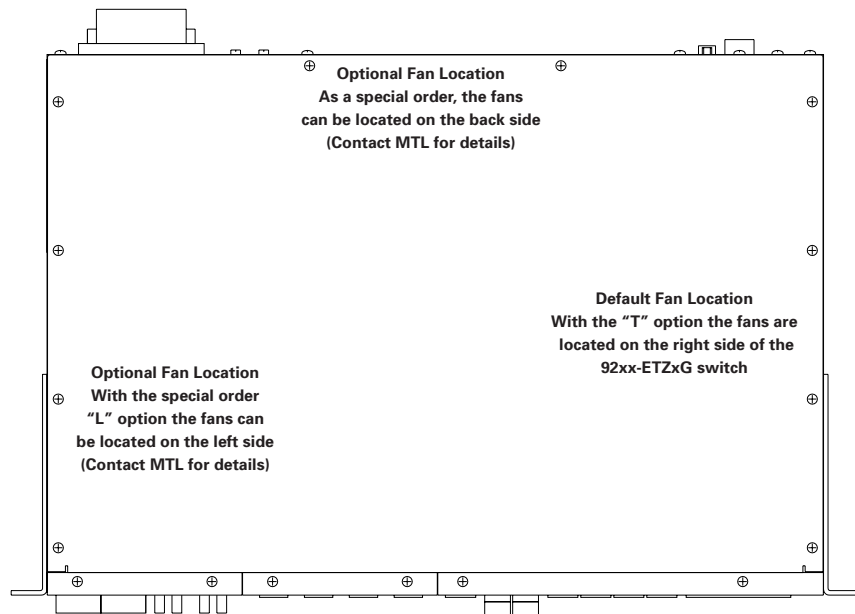 Optional Fan Location
As a special order, the fans
can be located on the back side
(Contact MTL for details)
Default Fan Location
With the “T” option the fans are
located on the right side of the
92xx-ETZxG switch
Optional Fan Location
With the special order
“L” option the fans can
be located on the left side
(Contact MTL for details)